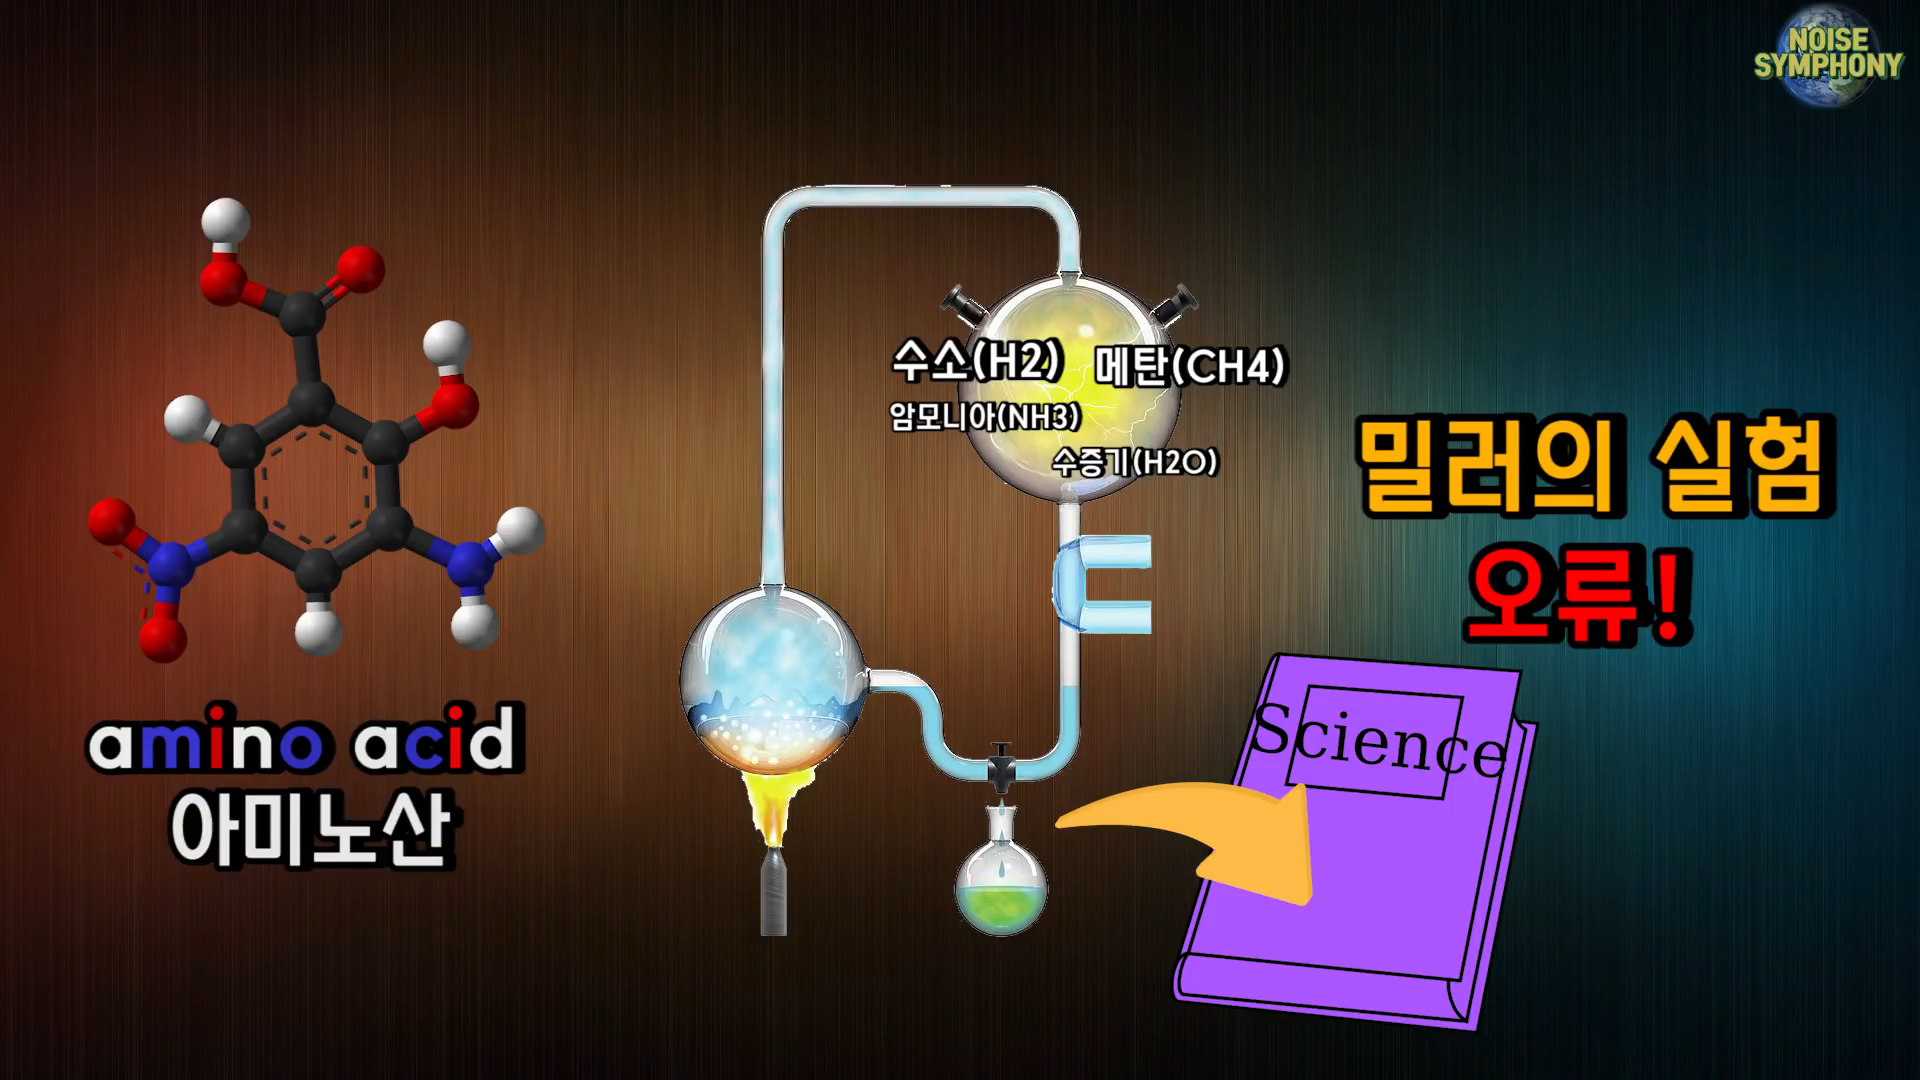 NOISE
SYMPHONY
수소(H2)
메탄(CH4)
암모니아(NH3)
수증기(H2O)
밀러의 실험
오류!
Science
amino acid
아미노산